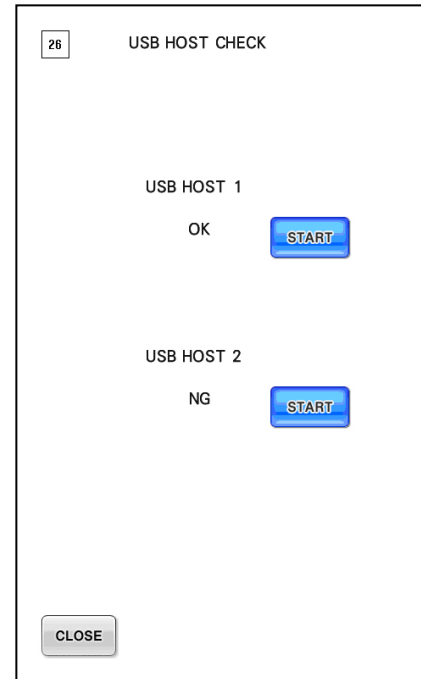 26 USB HOST CHECK
USB HOST 1
OK START
USB HOST 2
NG START
CLOSE